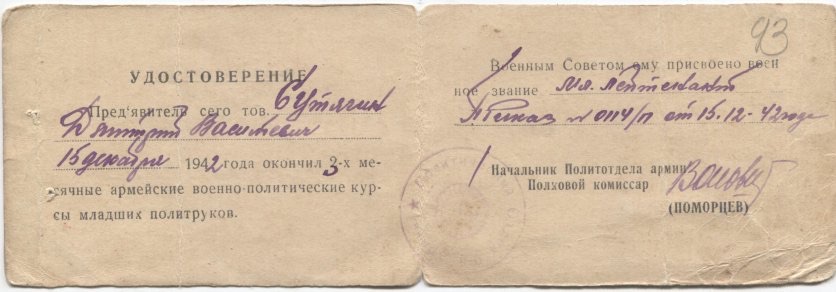 УДОСТОВЕРЕНИЕ
Пред'явитель сего тов. Сутягин
Дмитрий Васильевич
15 декабря 1942 года окончил 3-х ме-
сячные армейские военно-политические кур-
сы младших политруков.
93
Военным Советом ему присвоено воен
ное звание мл. лейтенант
Приказ № 0114/п от 15.12-42 года
Начальник Политотдела армии
Полковой комиссар
(ПОМОРЦЕВ)